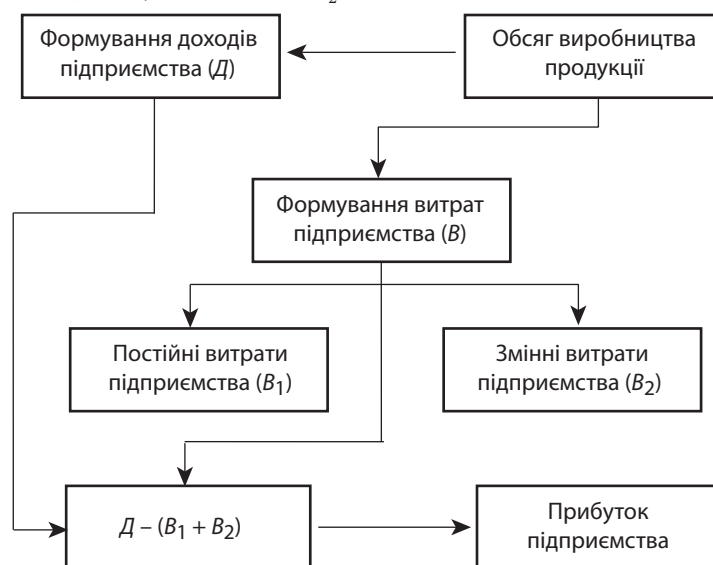 Формування доходів
підприємства (Д)
Обсяг виробництва
продукції
Формування витрат
підприємства (В)
Постійні витрати
підприємства (В1)
Змінні витрати
підприємства (В2)
Д – (В1 + В2)
Прибуток
підприємства